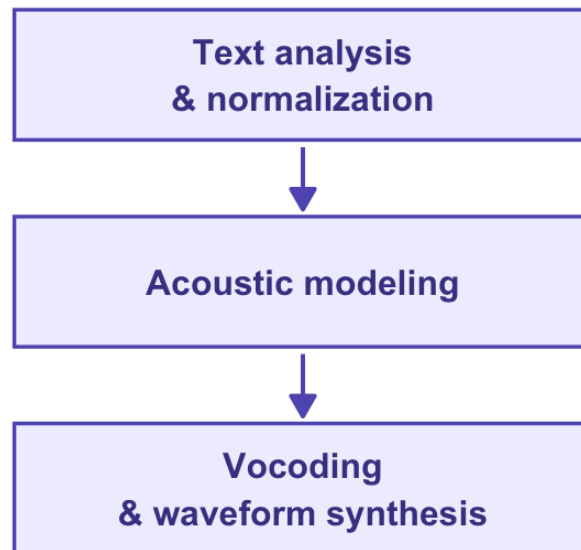 Text analysis
& normalization
Acoustic modeling
Vocoding
& waveform synthesis